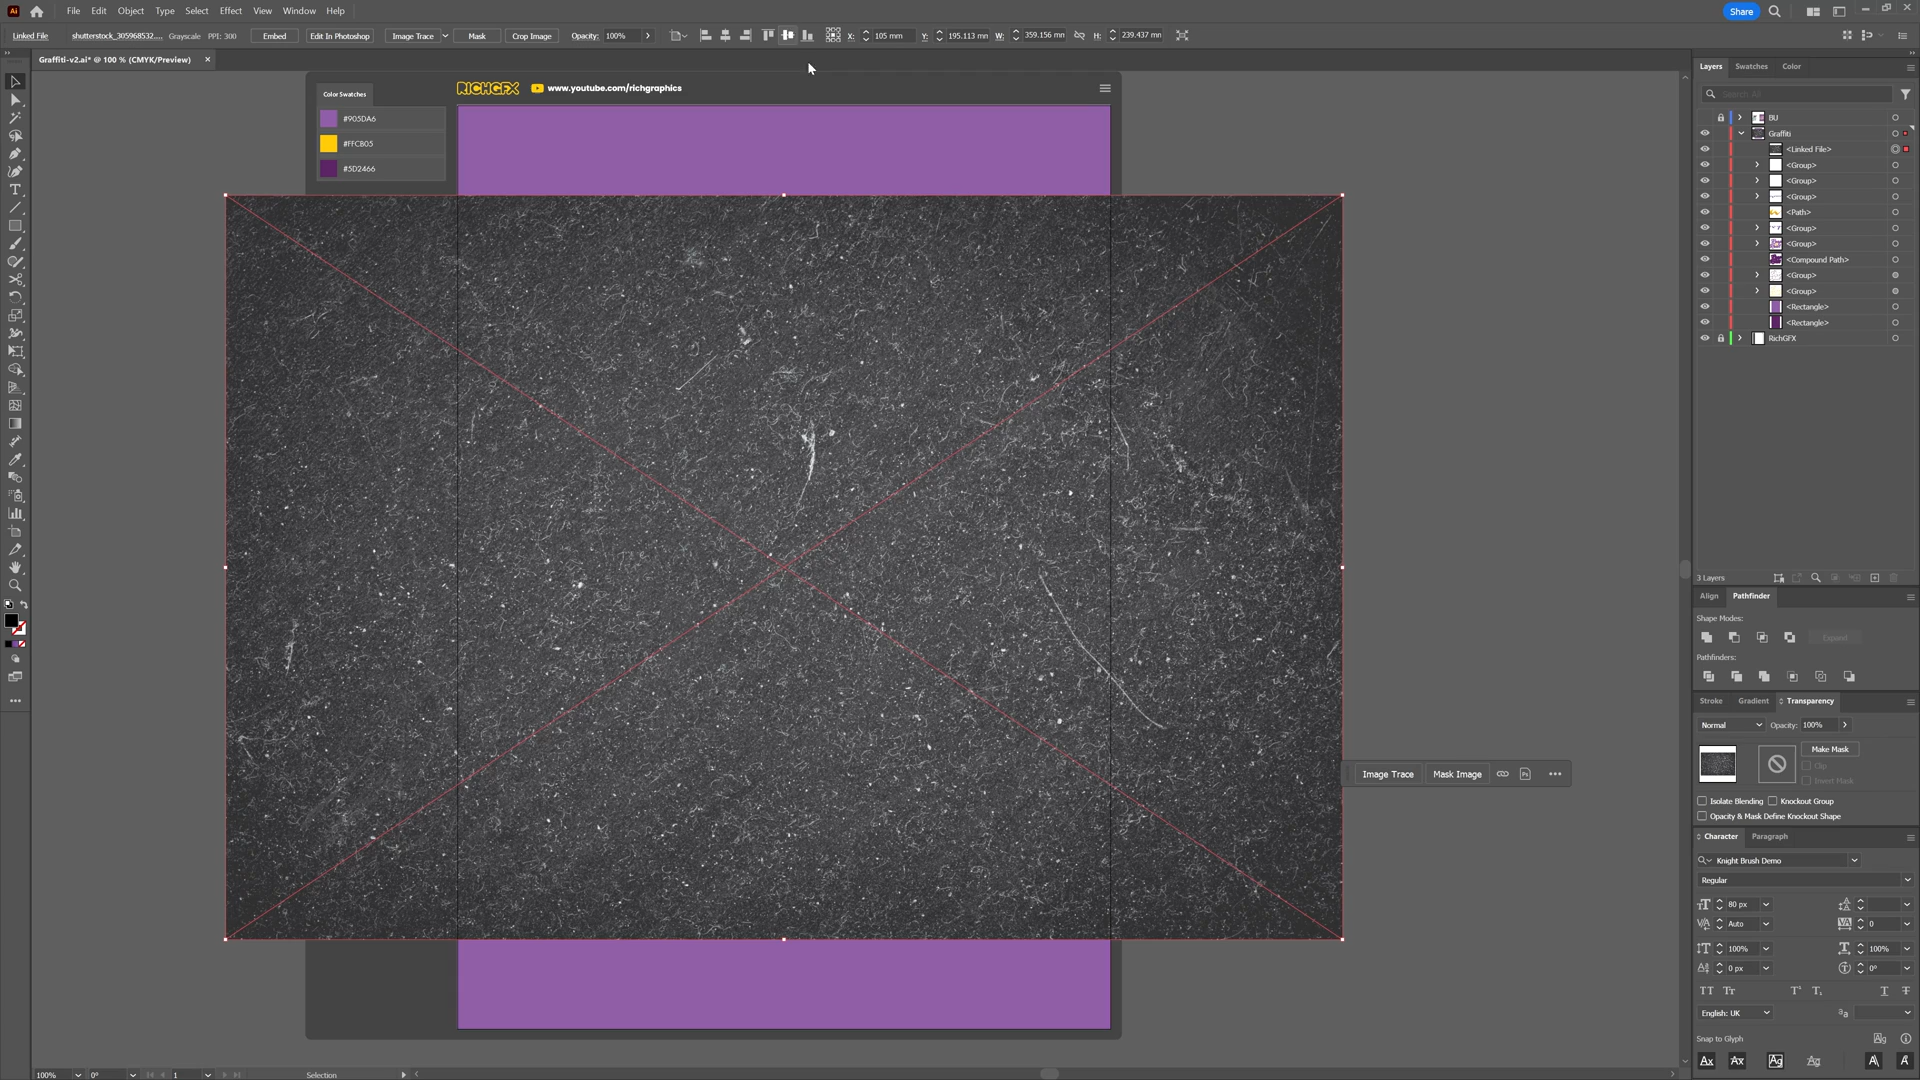 File Edit Object Type Select Effect View Window Help Share
Linked File shutterstock_305968532.... Grayscale PPI: 300 Embed Edit In Photoshop Image Trace Mask Crop Image Opacity: 100% X: 105 mm Y: 195.113 mn W: 359.156 mn H: 239.437 mn
Graffiti-v2.ai* @ 100 % (CMYK/Preview)
Color Swatches
#905DA6
#FFCB05
#5D2466
RICHGFX www.youtube.com/richgraphics
Image Trace Mask Image
Layers Swatches Color
Search All
BU
Graffiti
<Linked File>
<Group>
<Group>
<Group>
<Path>
<Group>
<Group>
<Compound Path>
<Group>
<Group>
<Rectangle>
<Rectangle>
RichGFX
3 Layers
Align Pathfinder
Shape Modes:
Expand
Pathfinders:
Stroke Gradient Transparency
Normal Opacity: 100%
Make Mask
Clip
Invert Mask
Isolate Blending Knockout Group
Opacity & Mask Define Knockout Shape
Character Paragraph
Knight Brush Demo
Regular
80 px
Auto 0
100% 100%
0 px 0°
English: UK
Snap to Glyph
100% 0° 1 Selection